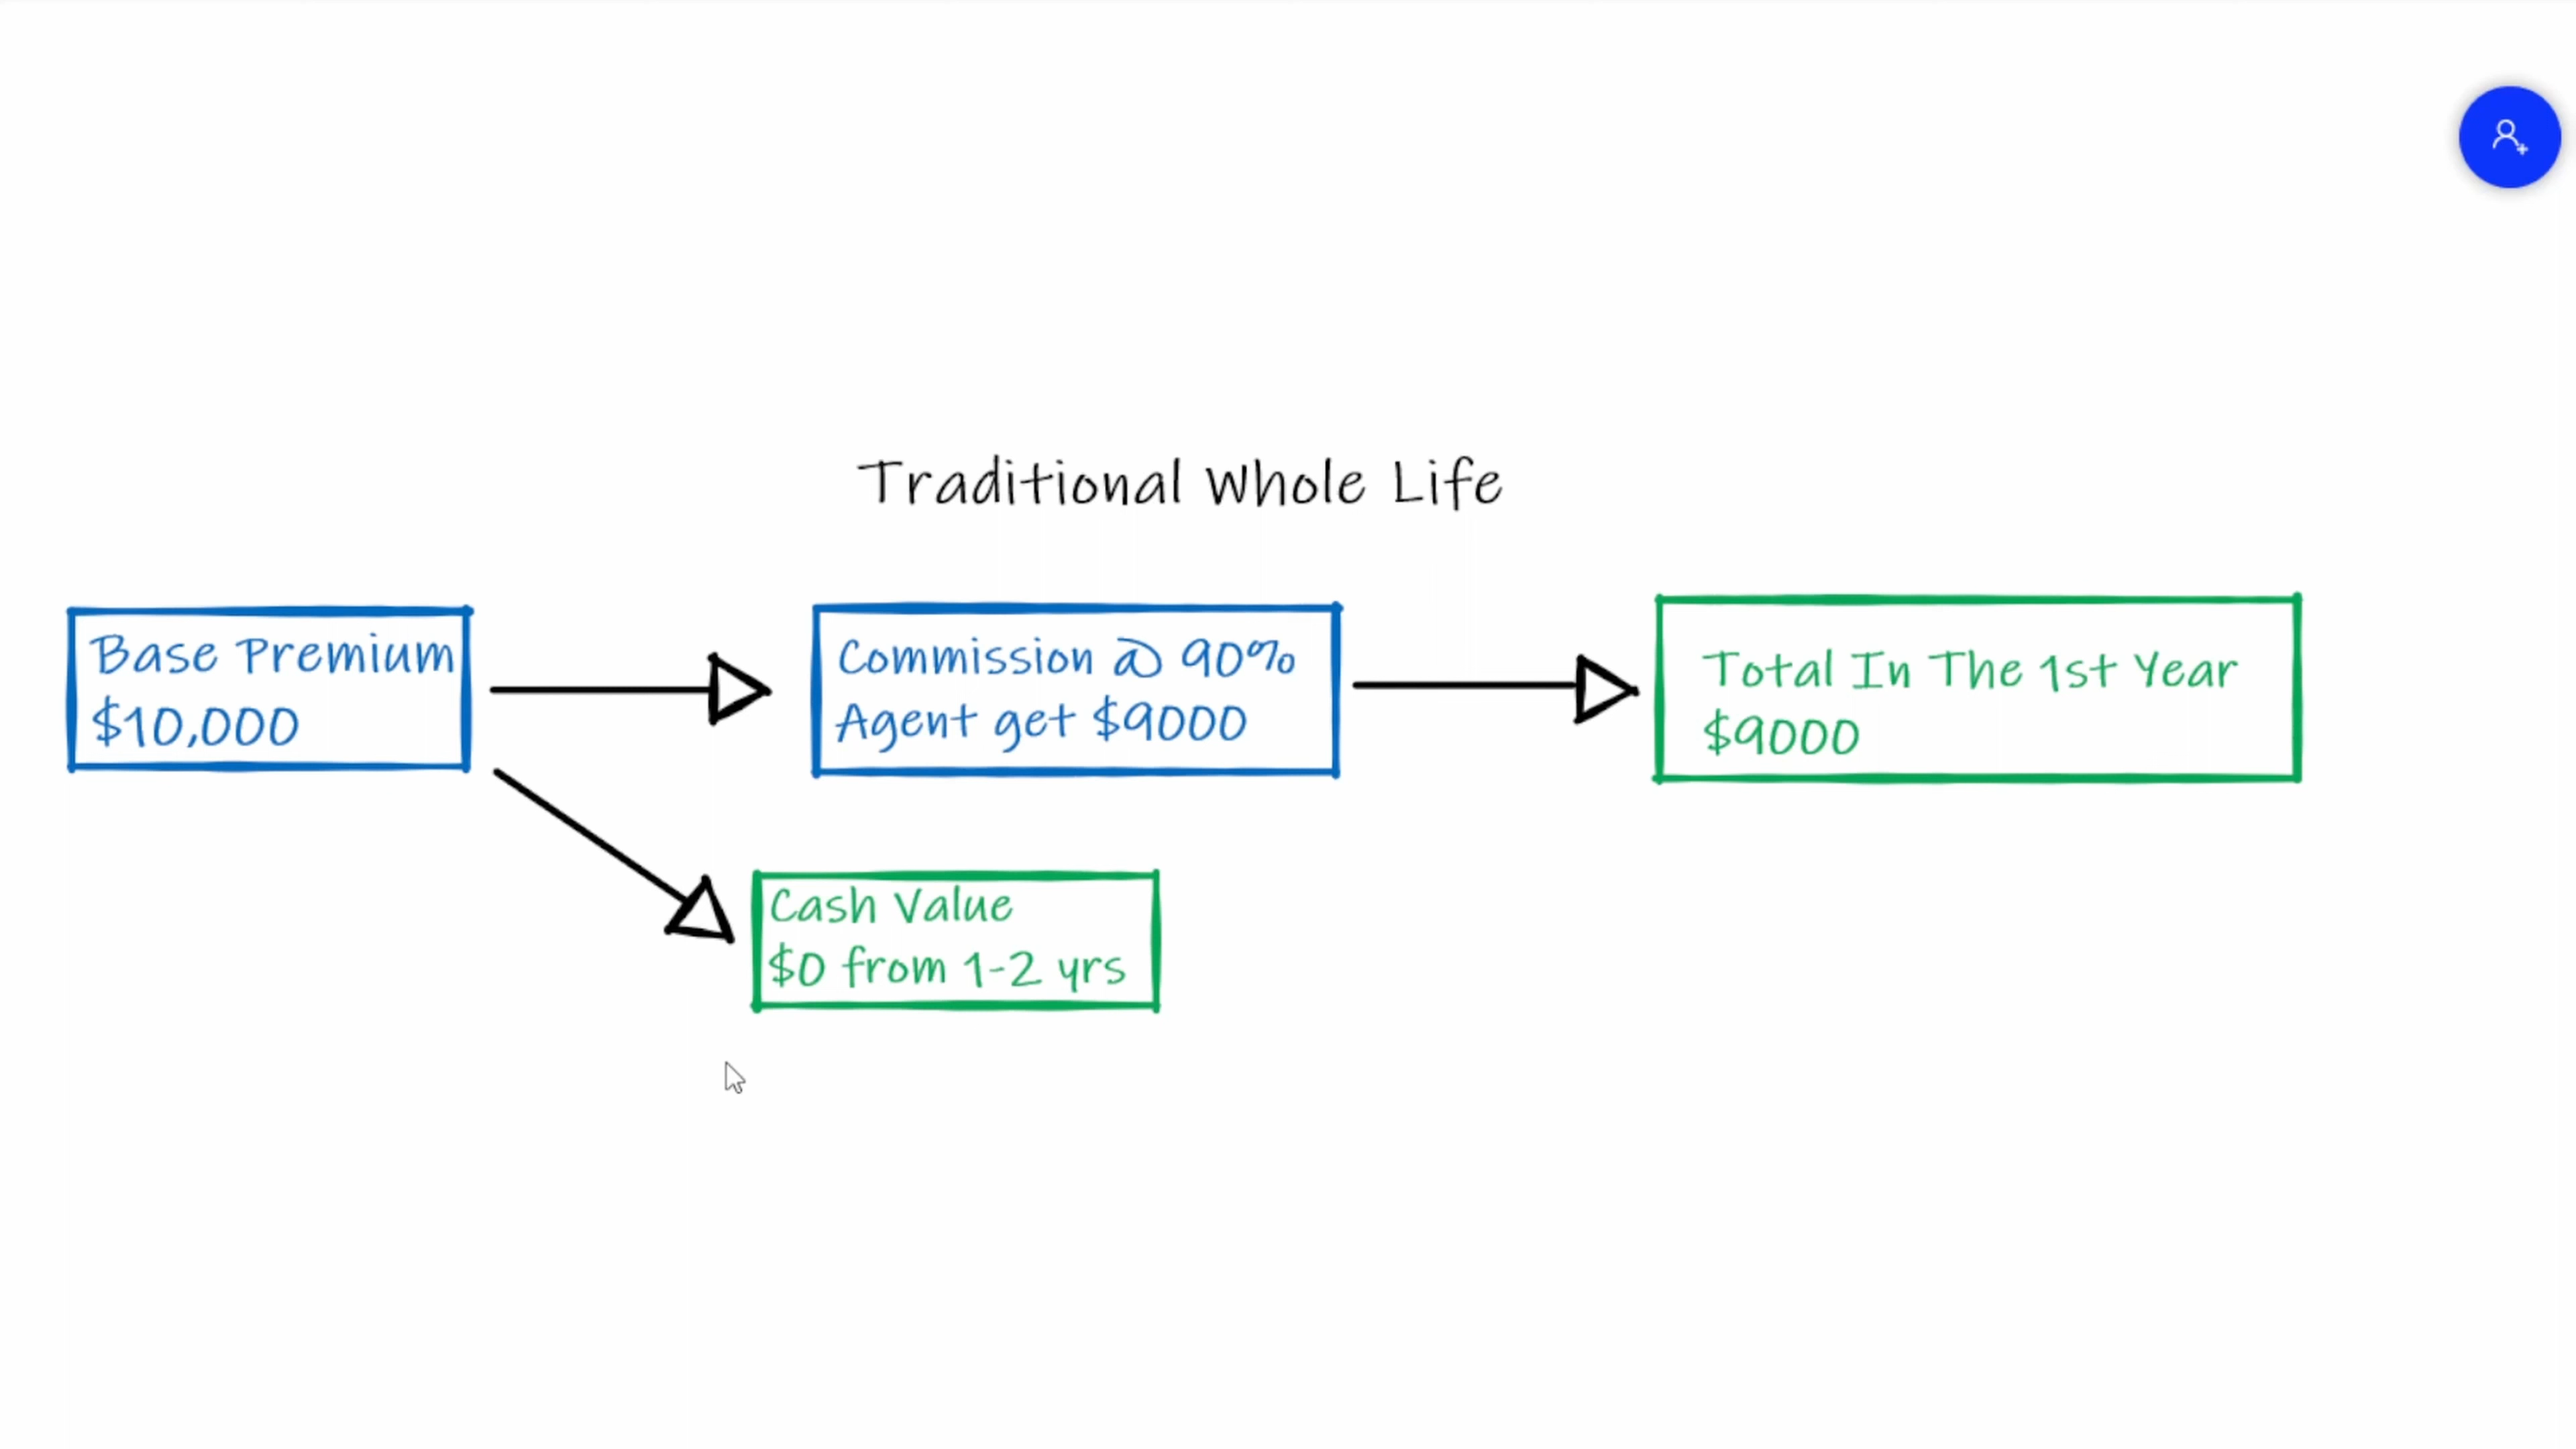 Traditional Whole Life
Base Premium
$10,000
Commission @ 90%
Agent get $9000
Total In The 1st Year
$9000
Cash Value
$0 from 1-2 yrs